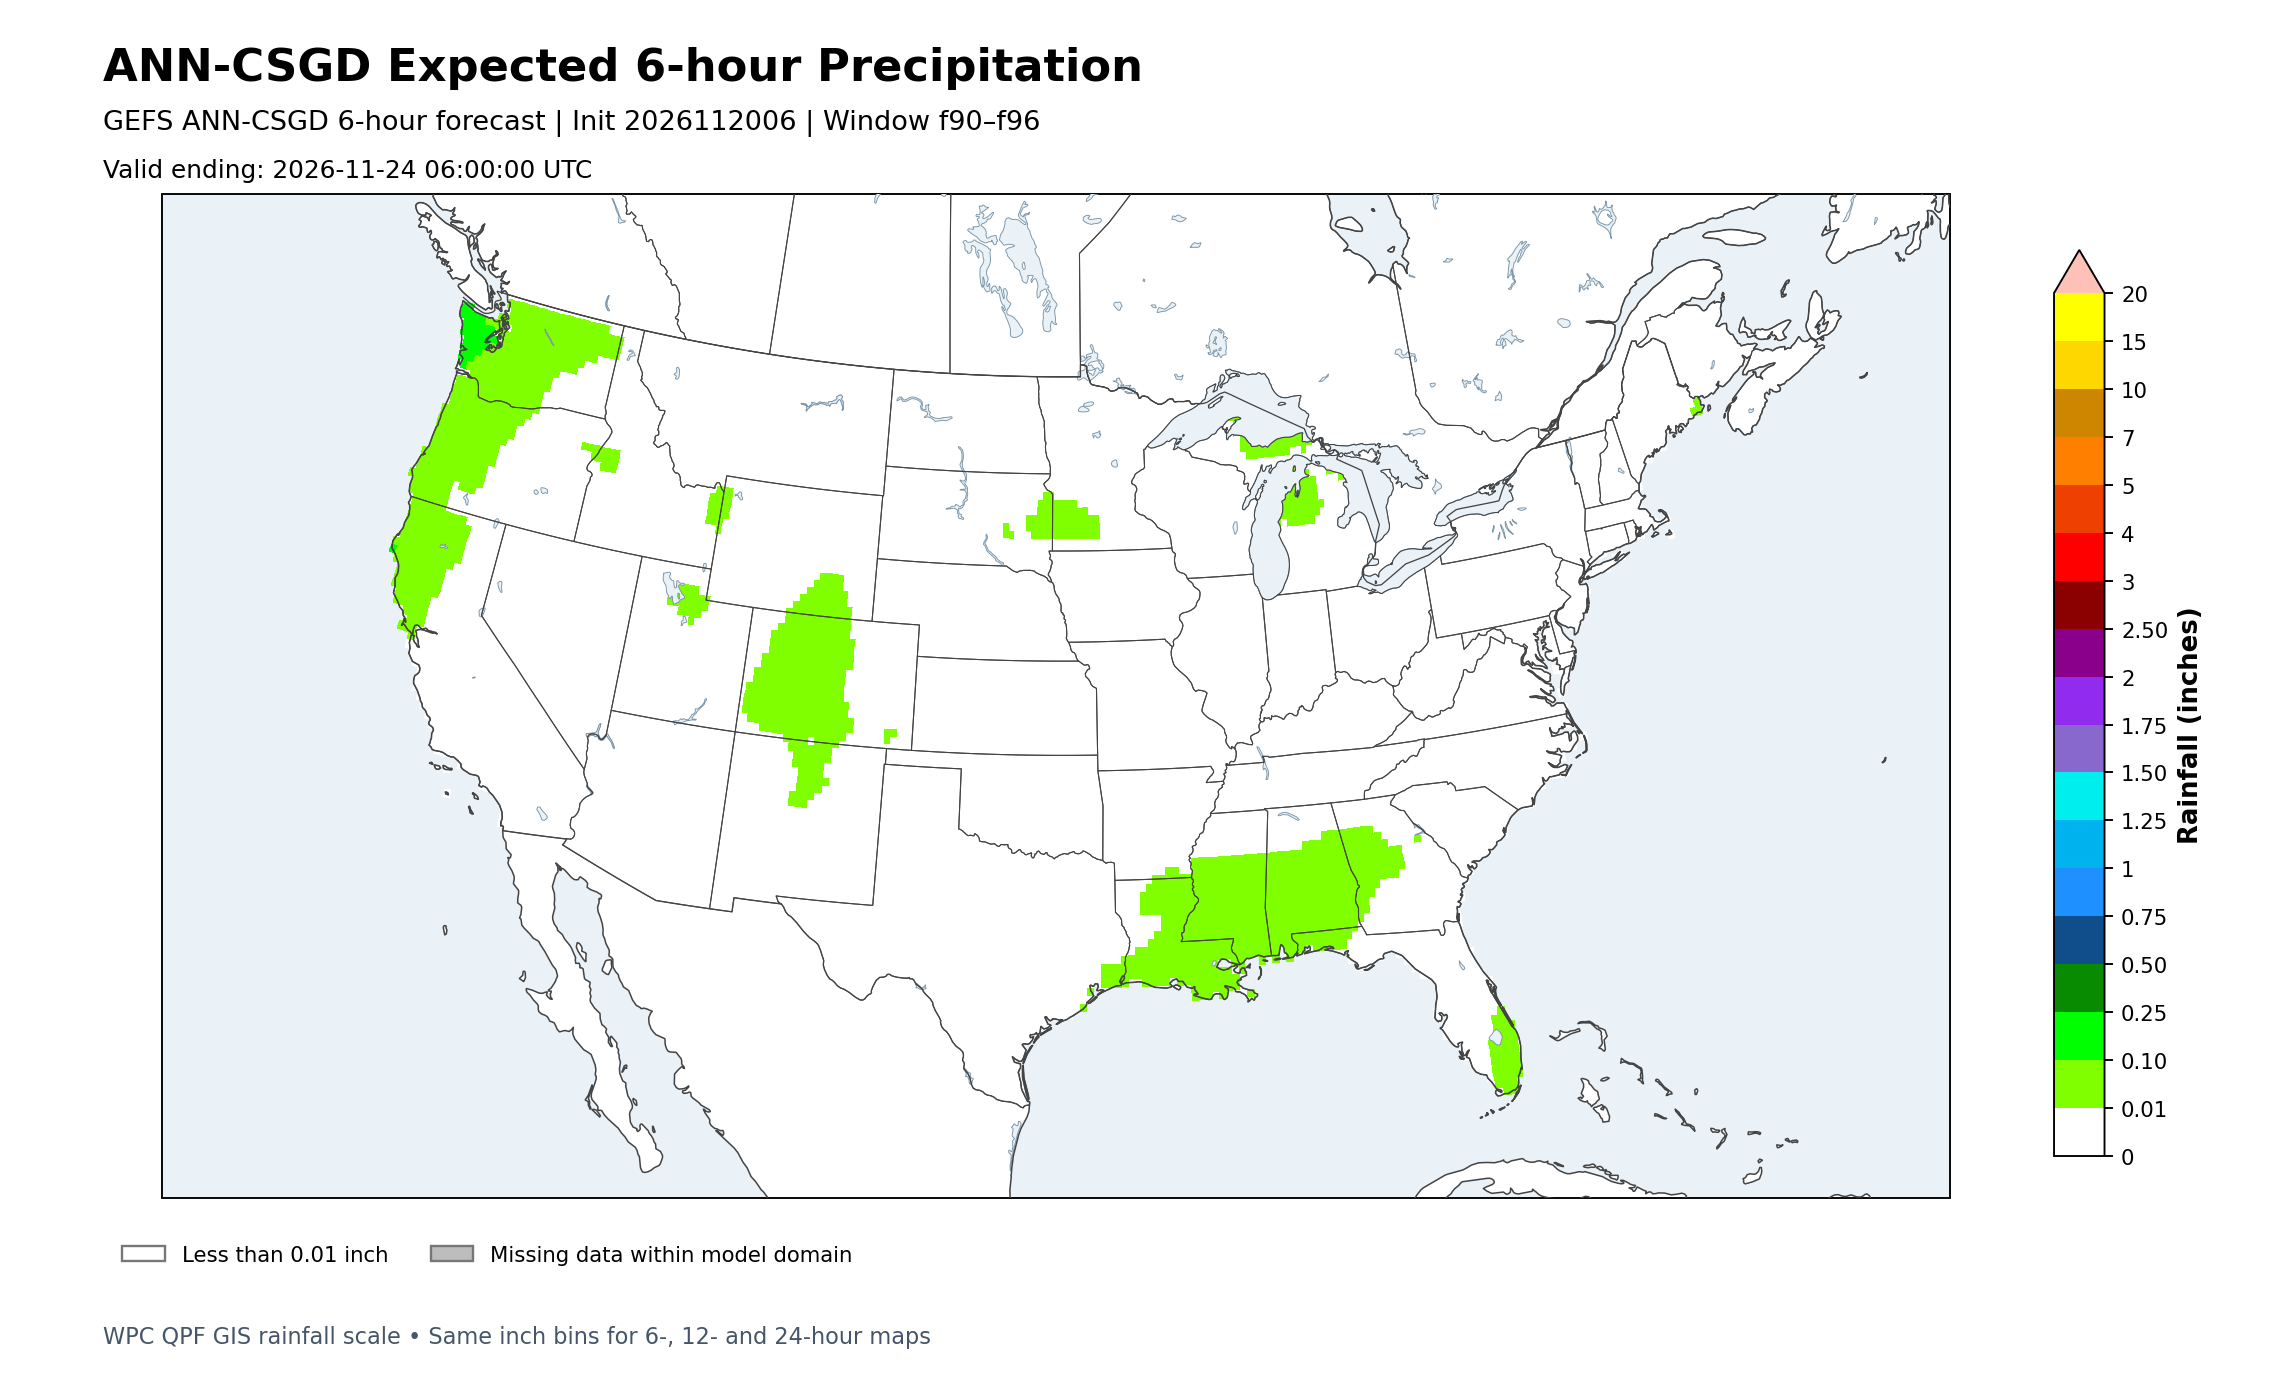 ANN-CSGD Expected 6-hour Precipitation
GEFS ANN-CSGD 6-hour forecast | Init 2026112006 | Window f90–f96
Valid ending: 2026-11-24 06:00:00 UTC
20
15
10
7
5
4
3
2.50
2
1.75
1.50
1.25
1
0.75
0.50
0.25
0.10
0.01
0
Rainfall (inches)
Less than 0.01 inch
Missing data within model domain
WPC QPF GIS rainfall scale • Same inch bins for 6-, 12- and 24-hour maps